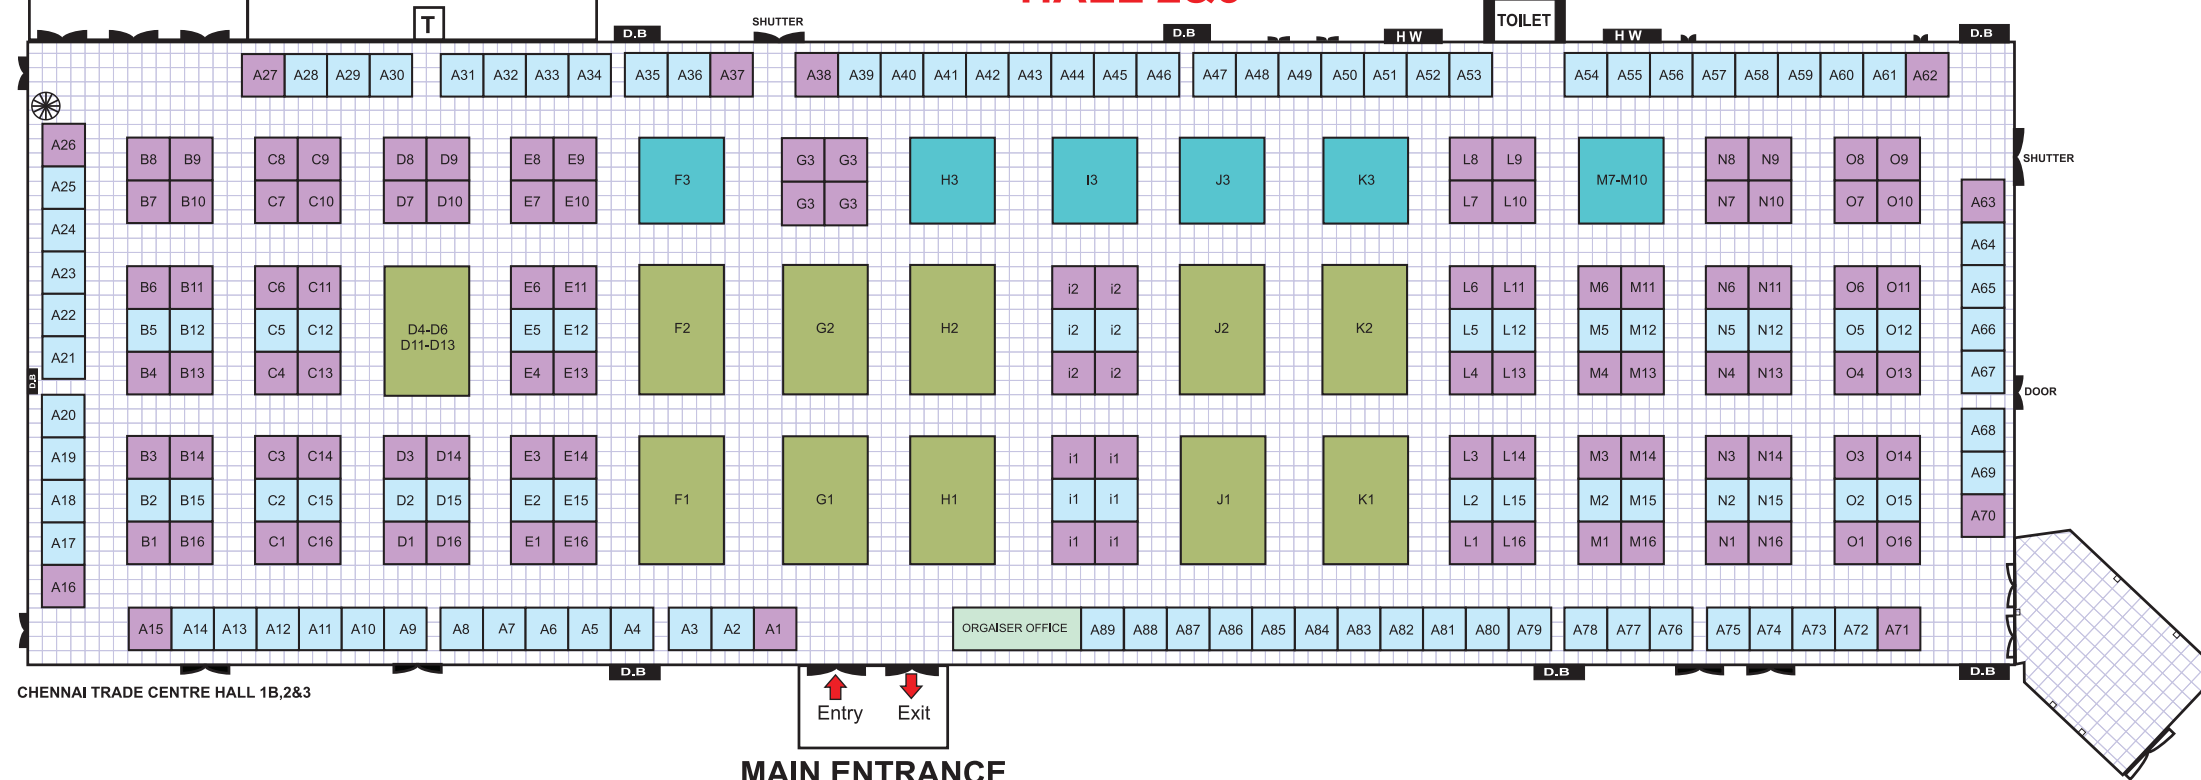 HALL 2&3
T
D.B
SHUTTER
D.B
H W
TOILET
H W
D.B
A27 A28 A29 A30 A31 A32 A33 A34 A35 A36 A37 A38 A39 A40 A41 A42 A43 A44 A45 A46 A47 A48 A49 A50 A51 A52 A53 A54 A55 A56 A57 A58 A59 A60 A61 A62
A26
B8 B9 C8 C9 D8 D9 E8 E9 F3 G3 G3 H3 I3 J3 K3 L8 L9 M7-M10 N8 N9 O8 O9
SHUTTER
A25
B7 B10 C7 C10 D7 D10 E7 E10 G3 G3 L7 L10 N7 N10 O7 O10 A63
A24
A64
A23
B6 B11 C6 C11 E6 E11 i2 i2 L6 L11 M6 M11 N6 N11 O6 O11 A65
A22
B5 B12 C5 C12 D4-D6
D11-D13
E5 E12 F2 G2 H2 i2 i2 J2 K2 L5 L12 M5 M12 N5 N12 O5 O12 A66
A21
B4 B13 C4 C13 E4 E13 i2 i2 L4 L13 M4 M13 N4 N13 O4 O13 A67
D.B
DOOR
A20
A68
A19
B3 B14 C3 C14 D3 D14 E3 E14 i1 i1 L3 L14 M3 M14 N3 N14 O3 O14 A69
A18
B2 B15 C2 C15 D2 D15 E2 E15 F1 G1 H1 i1 i1 J1 K1 L2 L15 M2 M15 N2 N15 O2 O15 A70
A17
B1 B16 C1 C16 D1 D16 E1 E16 i1 i1 L1 L16 M1 M16 N1 N16 O1 O16
A16
A15 A14 A13 A12 A11 A10 A9 A8 A7 A6 A5 A4 A3 A2 A1 ORGAISER OFFICE A89 A88 A87 A86 A85 A84 A83 A82 A81 A80 A79 A78 A77 A76 A75 A74 A73 A72 A71
D.B
D.B
D.B
CHENNAI TRADE CENTRE HALL 1B,2&3
Entry Exit
MAIN ENTRANCE